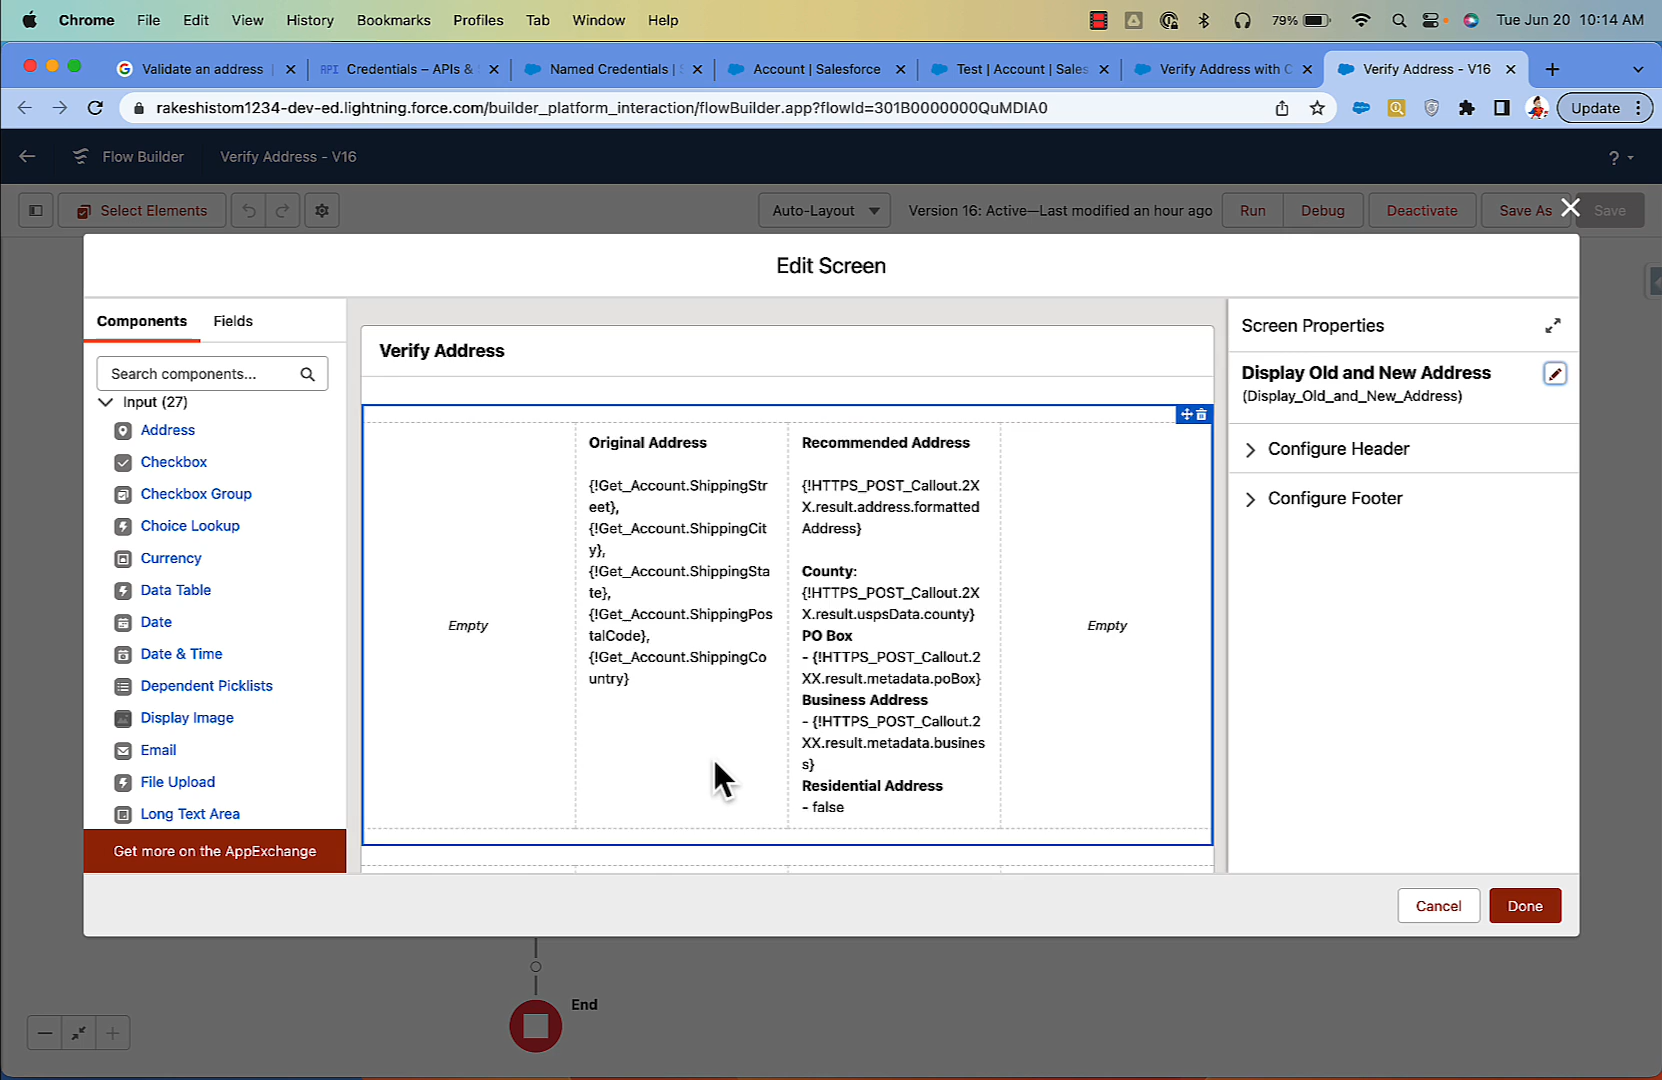 Chrome File Edit View History Bookmarks Profiles Tab Window Help 79% Tue Jun 20 10:14 AM
Validate an address API Credentials – APIs & Named Credentials | S Account | Salesforce Test | Account | Sales Verify Address with C Verify Address - V16
rakeshistom1234-dev-ed.lightning.force.com/builder_platform_interaction/flowBuilder.app?flowId=301B0000000QuMDIA0 Update
Flow Builder Verify Address - V16 ?
Select Elements Auto-Layout Version 16: Active—Last modified an hour ago Run Debug Deactivate Save As Save
Edit Screen
Components Fields
Search components...
Input (27)
Address
Checkbox
Checkbox Group
Choice Lookup
Currency
Data Table
Date
Date & Time
Dependent Picklists
Display Image
Email
File Upload
Long Text Area
Get more on the AppExchange
Verify Address
Empty
Original Address
{!Get_Account.ShippingStr
eet},
{!Get_Account.ShippingCit
y},
{!Get_Account.ShippingSta
te},
{!Get_Account.ShippingPos
talCode},
{!Get_Account.ShippingCo
untry}
Recommended Address
{!HTTPS_POST_Callout.2X
X.result.address.formatted
Address}
County:
{!HTTPS_POST_Callout.2X
X.result.uspsData.county}
PO Box
- {!HTTPS_POST_Callout.2
XX.result.metadata.poBox}
Business Address
- {!HTTPS_POST_Callout.2
XX.result.metadata.busines
s}
Residential Address
- false
Empty
Screen Properties
Display Old and New Address
(Display_Old_and_New_Address)
Configure Header
Configure Footer
Cancel Done
End